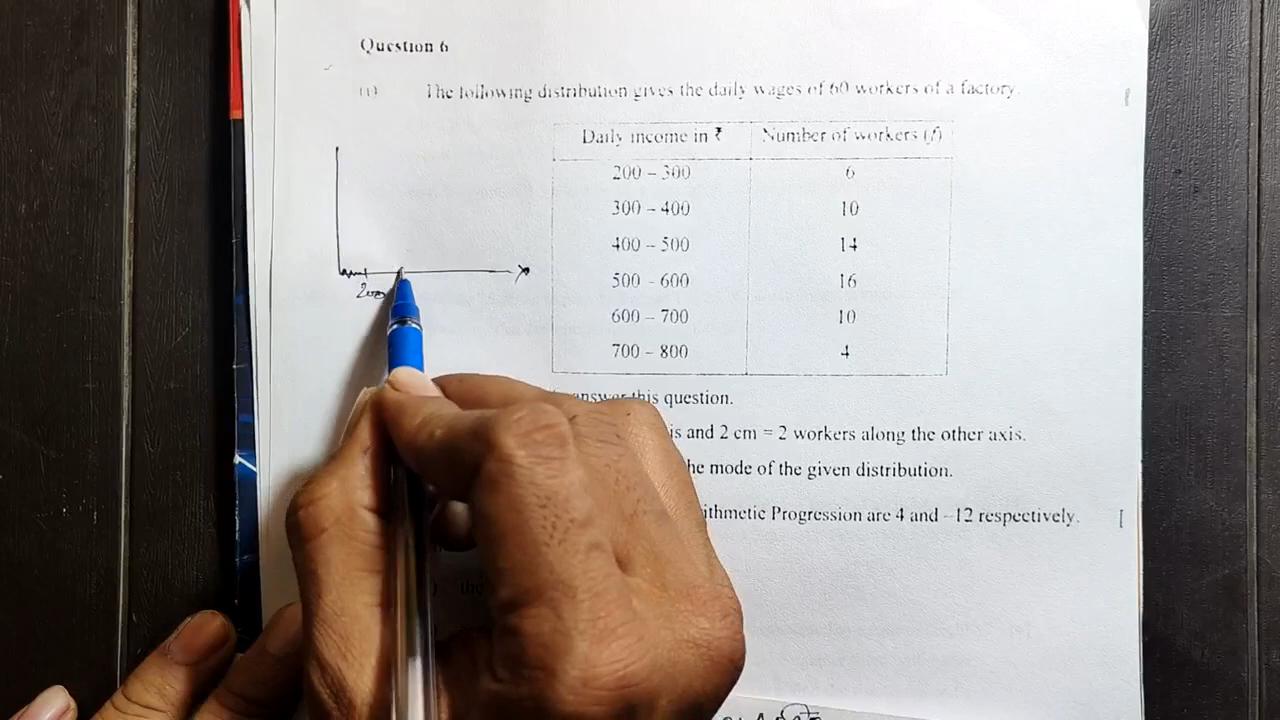 Question 6
(i) The following distribution gives the daily wages of 60 workers of a factory.
Daily income in ₹ Number of workers (f)
200 – 300 6
300 – 400 10
400 – 500 14
500 - 600 16
600 – 700 10
700 – 800 4
200
answer this question.
is and 2 cm = 2 workers along the other axis.
he mode of the given distribution.
ithmetic Progression are 4 and –12 respectively. [
) the